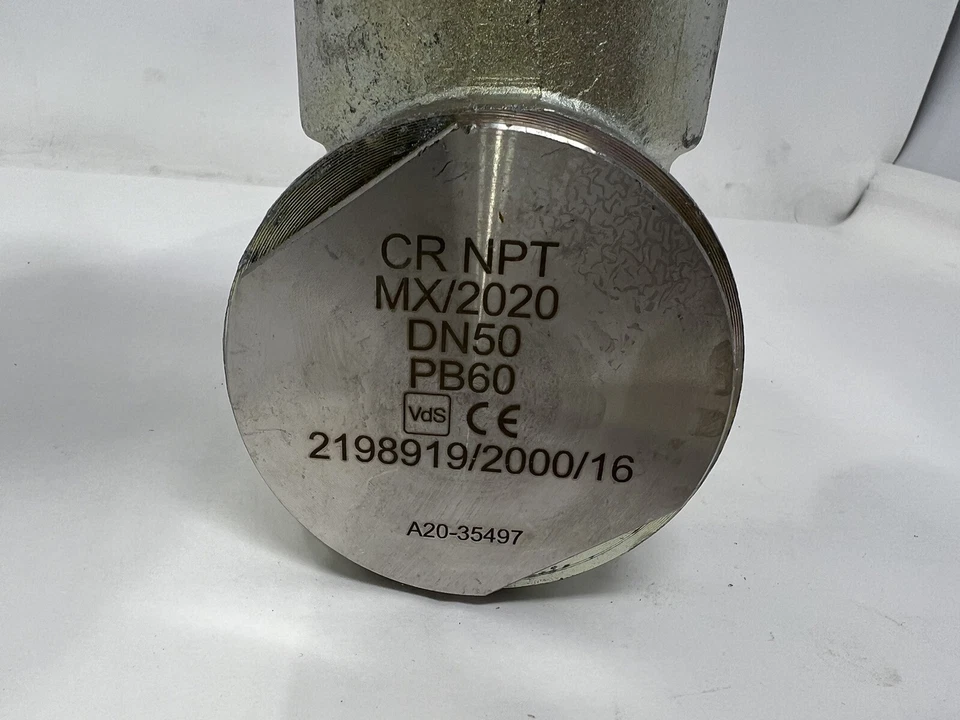 CR NPT
MX/2020
DN50
PB60
VdS CE
2198919/2000/16
A20-35497